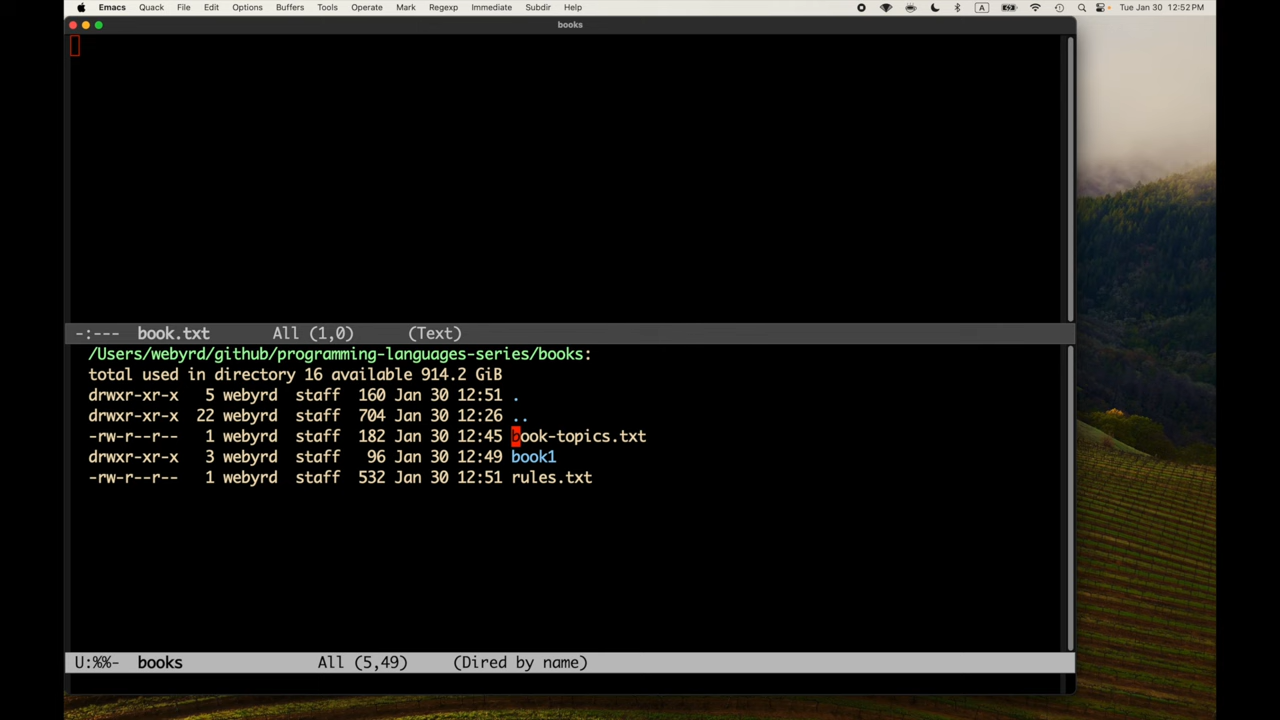 Emacs Quack File Edit Options Buffers Tools Operate Mark Regexp Immediate Subdir Help A Tue Jan 30 12:52 PM
books
-:--- book.txt All (1,0) (Text)
/Users/webyrd/github/programming-languages-series/books:
total used in directory 16 available 914.2 GiB
drwxr-xr-x 5 webyrd staff 160 Jan 30 12:51 .
drwxr-xr-x 22 webyrd staff 704 Jan 30 12:26 ..
-rw-r--r-- 1 webyrd staff 182 Jan 30 12:45 book-topics.txt
drwxr-xr-x 3 webyrd staff 96 Jan 30 12:49 book1
-rw-r--r-- 1 webyrd staff 532 Jan 30 12:51 rules.txt
U:%%- books All (5,49) (Dired by name)